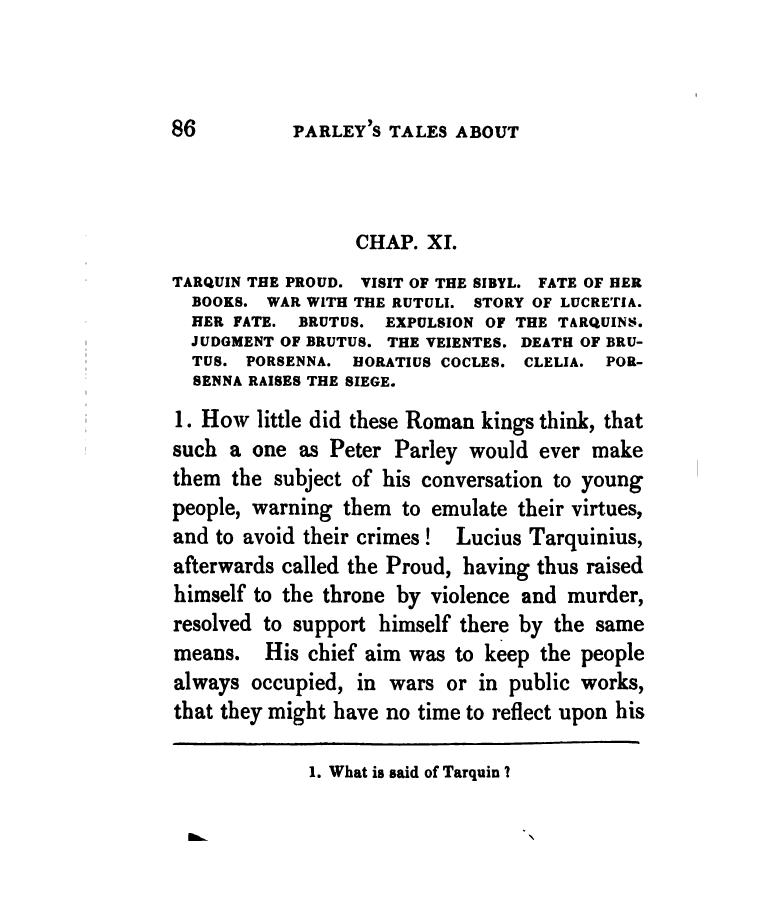 86 PARLEY'S TALES ABOUT
CHAP. XI.
TARQUIN THE PROUD. VISIT OF THE SIBYL. FATE OF HER
BOOKS. WAR WITH THE RUTULI. STORY OF LUCRETIA.
HER FATE. BRUTUS. EXPULSION OF THE TARQUINS.
JUDGMENT OF BRUTUS. THE VEIENTES. DEATH OF BRU-
TUS. PORSENNA. HORATIUS COCLES. CLELIA. POR-
SENNA RAISES THE SIEGE.
1. How little did these Roman kings think, that
such a one as Peter Parley would ever make
them the subject of his conversation to young
people, warning them to emulate their virtues,
and to avoid their crimes! Lucius Tarquinius,
afterwards called the Proud, having thus raised
himself to the throne by violence and murder,
resolved to support himself there by the same
means. His chief aim was to keep the people
always occupied, in wars or in public works,
that they might have no time to reflect upon his
1. What is said of Tarquin?